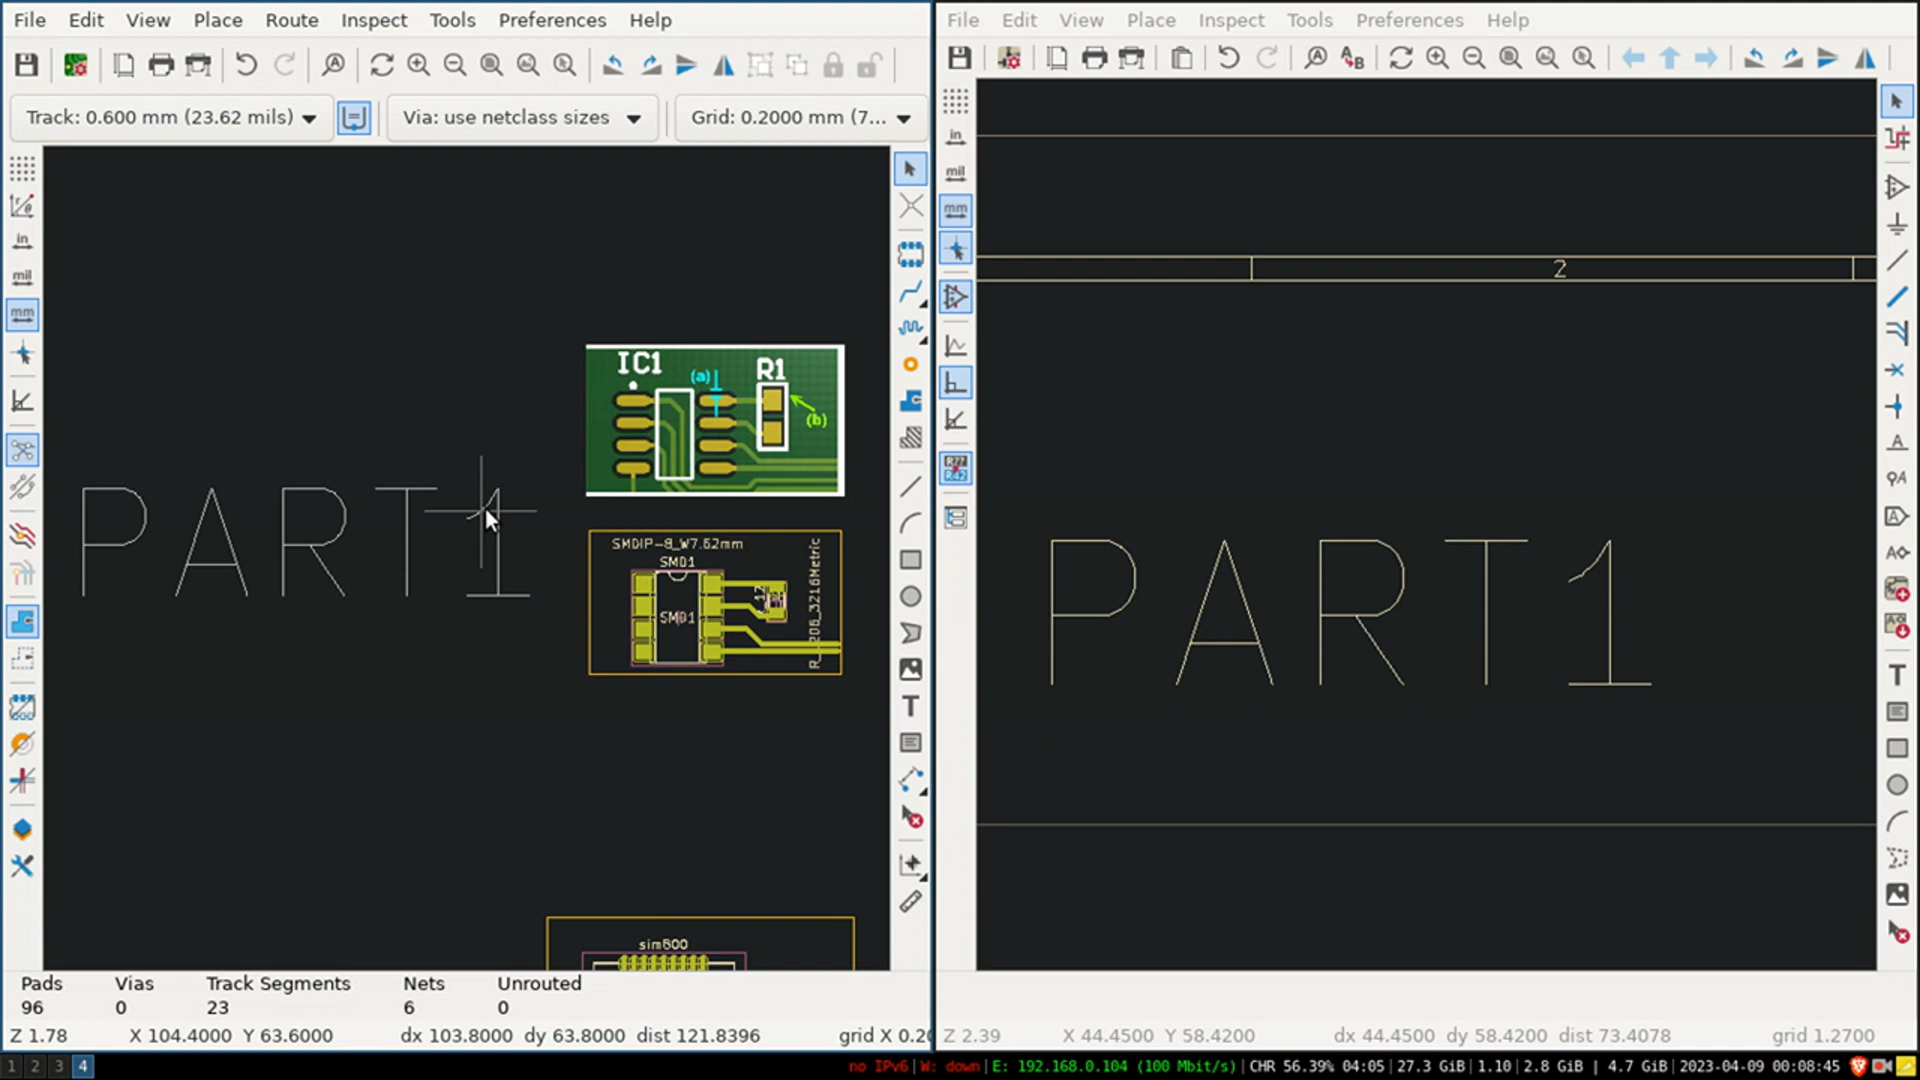 File Edit View Place Route Inspect Tools Preferences Help
Track: 0.600 mm (23.62 mils) Via: use netclass sizes Grid: 0.2000 mm (7...
in
mil
mm
IC1 (a) R1
(b)
PART1
SMDIP-8_W7.62mm
SM01
SM01
sim800
Pads Vias Track Segments Nets Unrouted
96 0 23 6 0
Z 1.78 X 104.4000 Y 63.6000 dx 103.8000 dy 63.8000 dist 121.8396 grid X 0.20
File Edit View Place Inspect Tools Preferences Help
in
mil
mm
2
PART1
Z 2.39 X 44.4500 Y 58.4200 dx 44.4500 dy 58.4200 dist 73.4078 grid 1.2700
1 2 3 4 no IPv6|W: down|E: 192.168.0.104 (100 Mbit/s)|CHR 56.39% 04:05|27.3 GiB|1.10|2.8 GiB | 4.7 GiB|2023-04-09 00:08:45